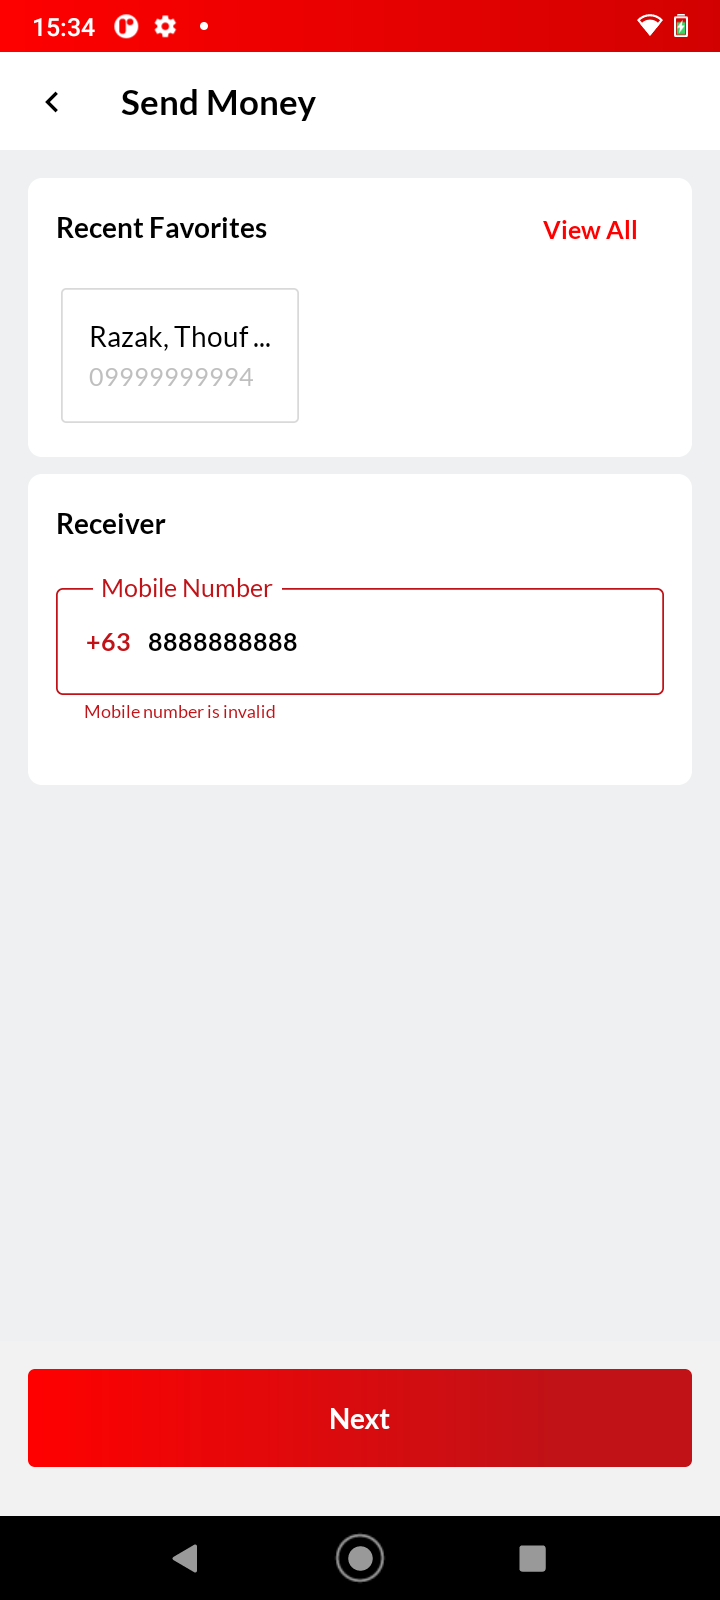 15:34
Send Money
Recent Favorites
View All
Razak, Thouf ...
09999999994
Receiver
Mobile Number
+63 8888888888
Mobile number is invalid
Next